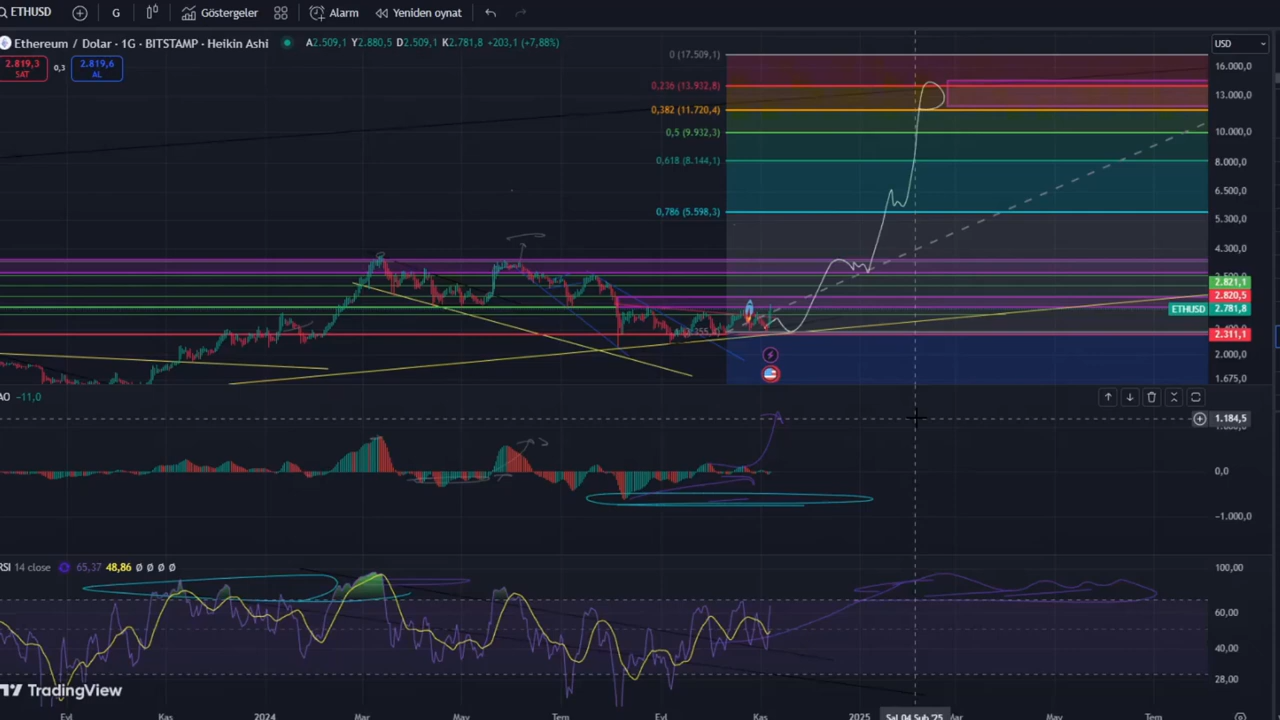 ETHUSD G Göstergeler Alarm Yeniden oynat
Ethereum / Dolar · 1G · BITSTAMP · Heikin Ashi A2.509,1 Y2.880,5 D2.509,1 K2.781,8 +203,1 (+7,88%)
USD
2.819,3 SAT
0,3
2.819,6 AL
0 (17.509,1)
16.000,0
0,236 (13.932,8)
13.000,0
0,382 (11.720,4)
0,5 (9.932,3)
10.000,0
0,618 (8.144,1)
8.000,0
6.500,0
0,786 (5.598,3)
5.300,0
4.300,0
2.821,1
2.820,5
ETHUSD 2.781,8
2.311,1
2.000,0
1.675,0
AO −11,0
1.184,5
0,0
−1.000,0
RSI 14 close 65,37 48,86 Ø Ø Ø Ø
100,00
60,00
40,00
28,00
TradingView
Eyl Kas 2024 Mar May Tem Eyl Kas 2025 Sal 04 Şub '25 Mar May Tem